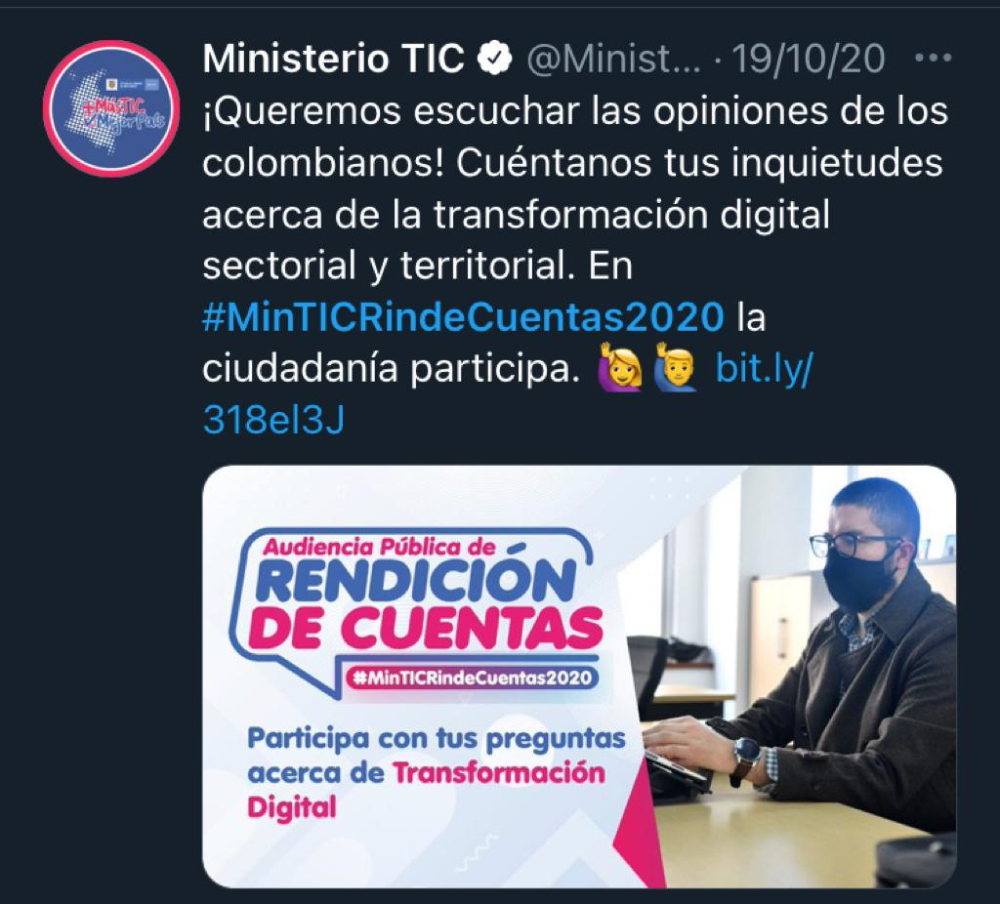 Ministerio TIC @Minist... · 19/10/20
¡Queremos escuchar las opiniones de los
colombianos! Cuéntanos tus inquietudes
acerca de la transformación digital
sectorial y territorial. En
#MinTICRindeCuentas2020 la
ciudadanía participa. 🙋‍♀️🙋‍♂️ bit.ly/
318el3J
+MásTIC
MejorPaís
Audiencia Pública de
RENDICIÓN
DE CUENTAS
#MinTICRindeCuentas2020
Participa con tus preguntas
acerca de Transformación
Digital